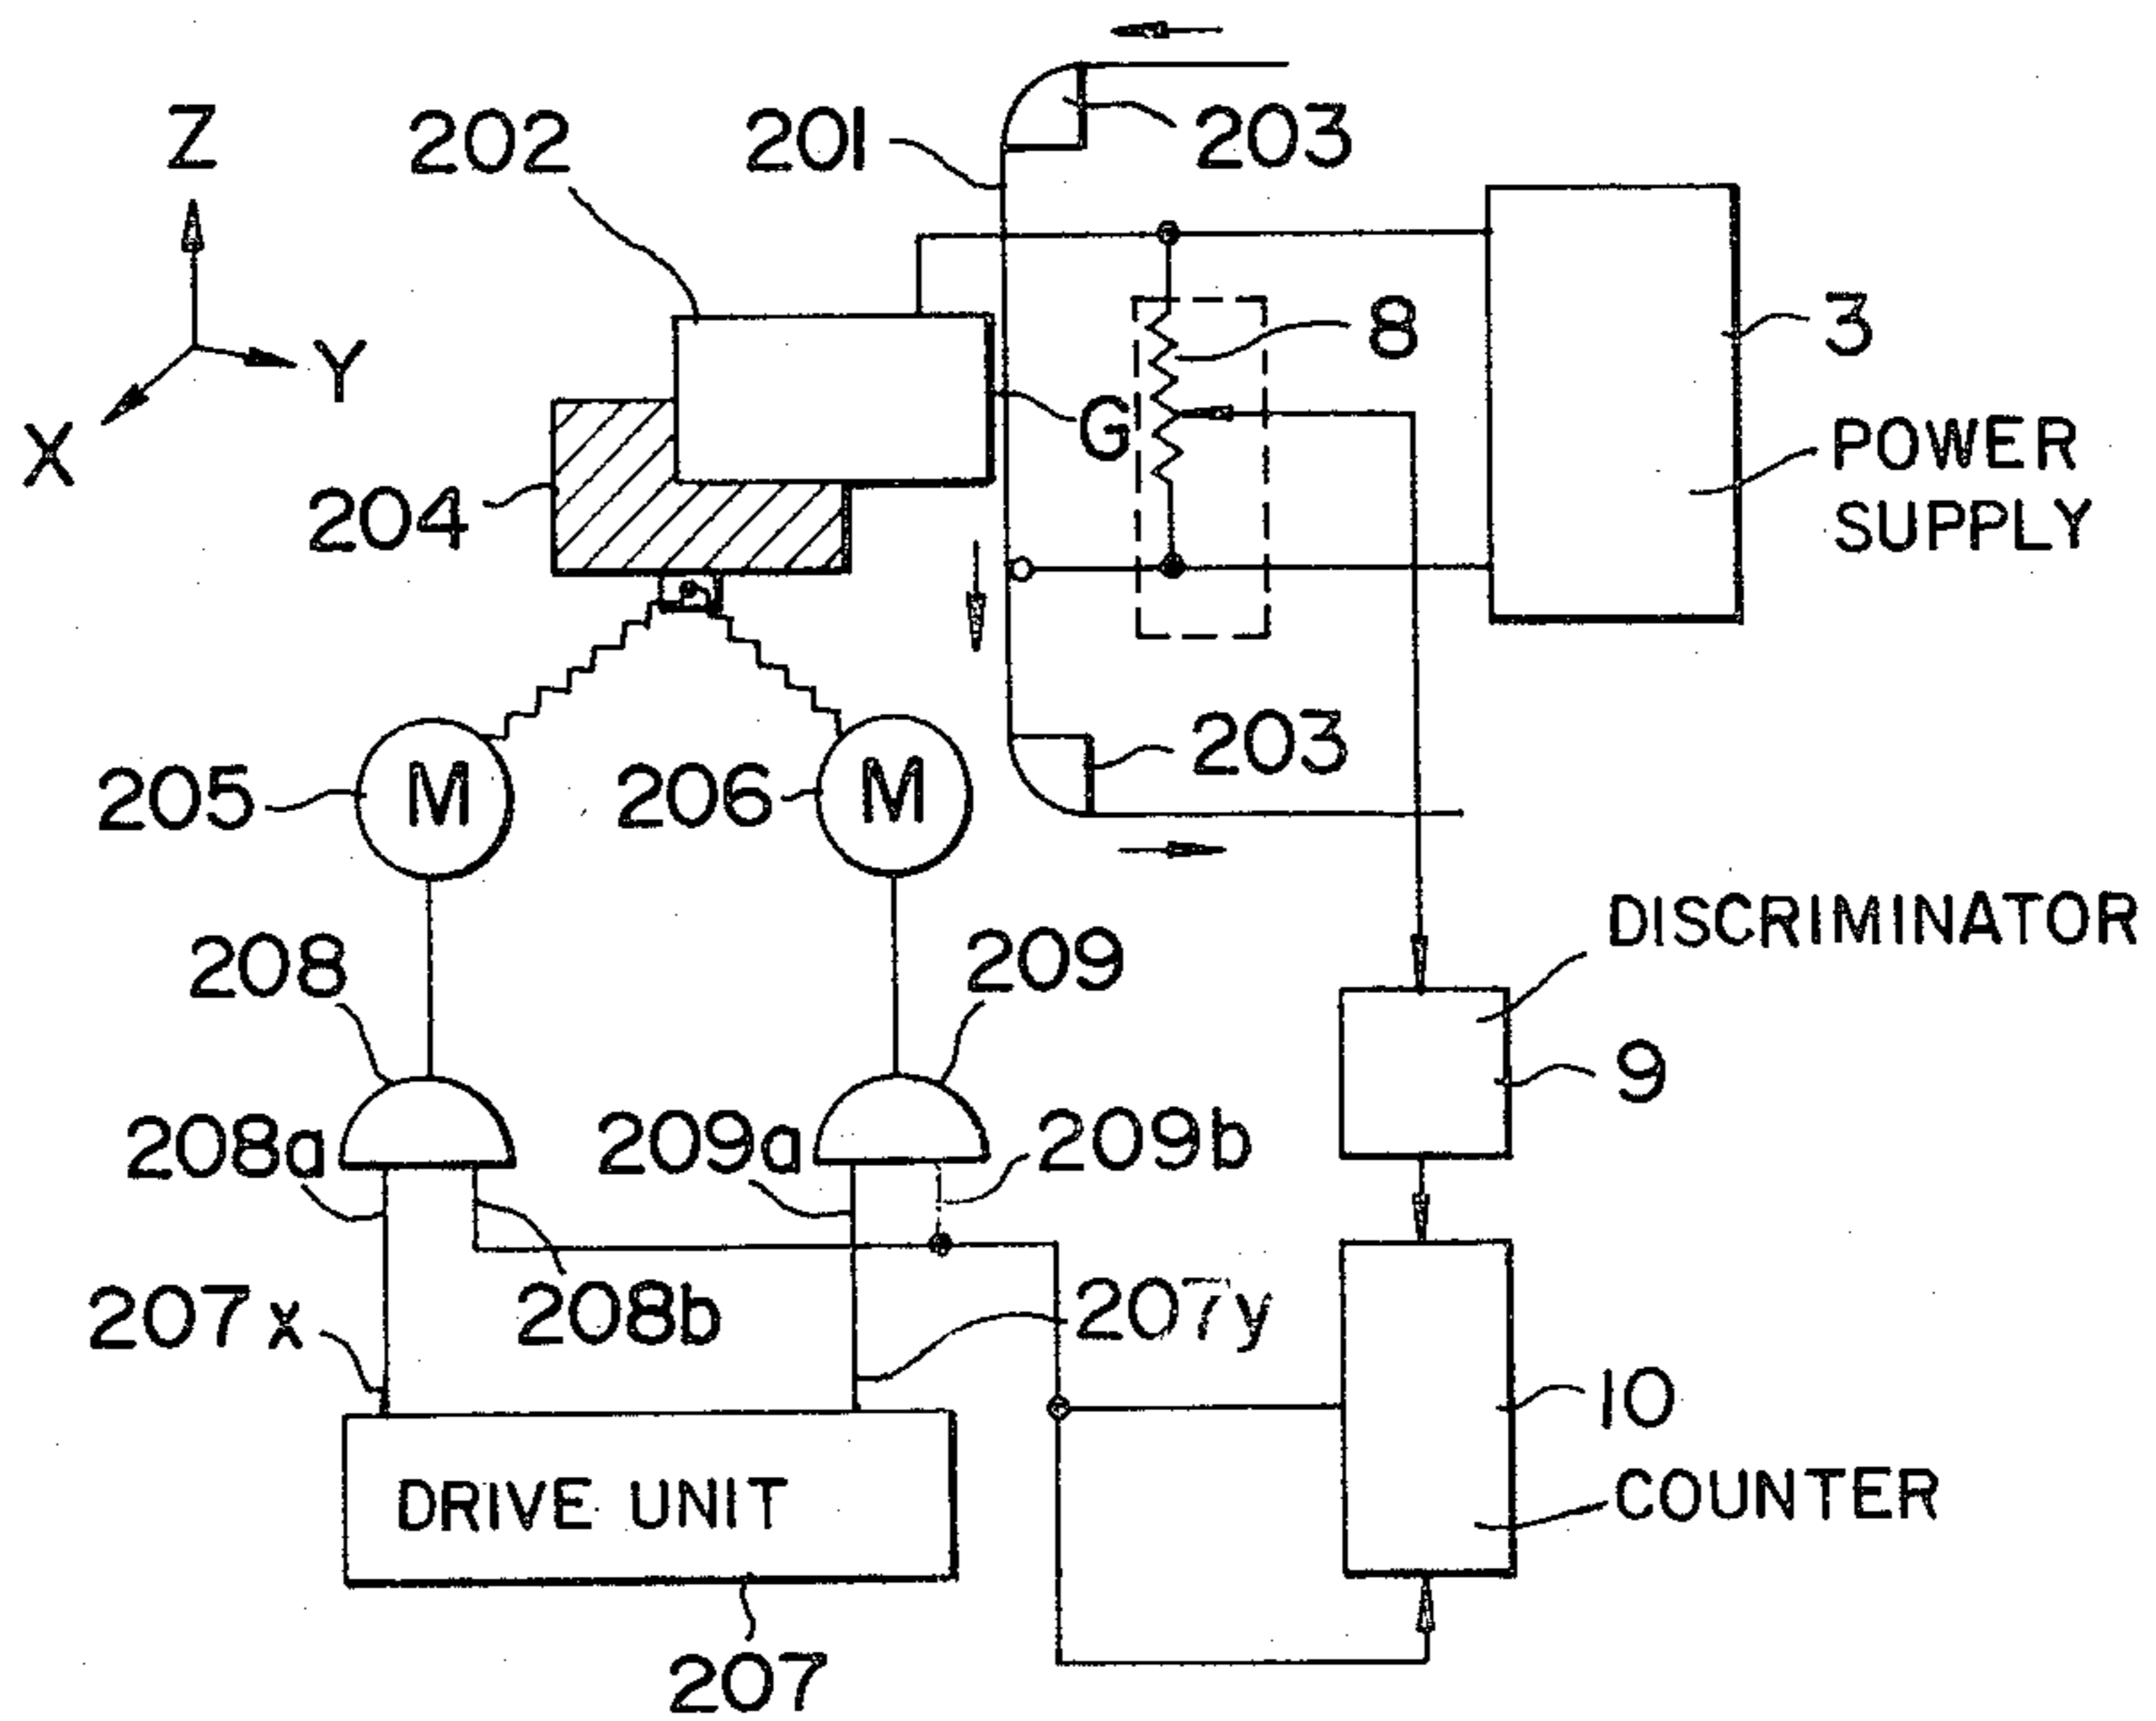 Z
202
201
203
Y
X
8
3
G
POWER
SUPPLY
204
203
205
M
206
M
DISCRIMINATOR
208
209
9
208a
209a
209b
207x
208b
207y
10
DRIVE UNIT
COUNTER
207